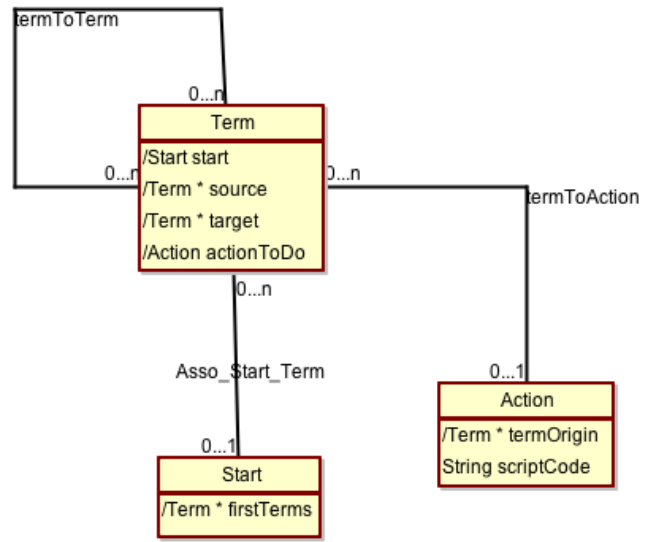 termToTerm
0...n
Term
/Start start
0...n
0...n
/Term * source
termToAction
/Term * target
/Action actionToDo
0...n
Asso_Start_Term
0...1
Action
0...1
/Term * termOrigin
Start
String scriptCode
/Term * firstTerms